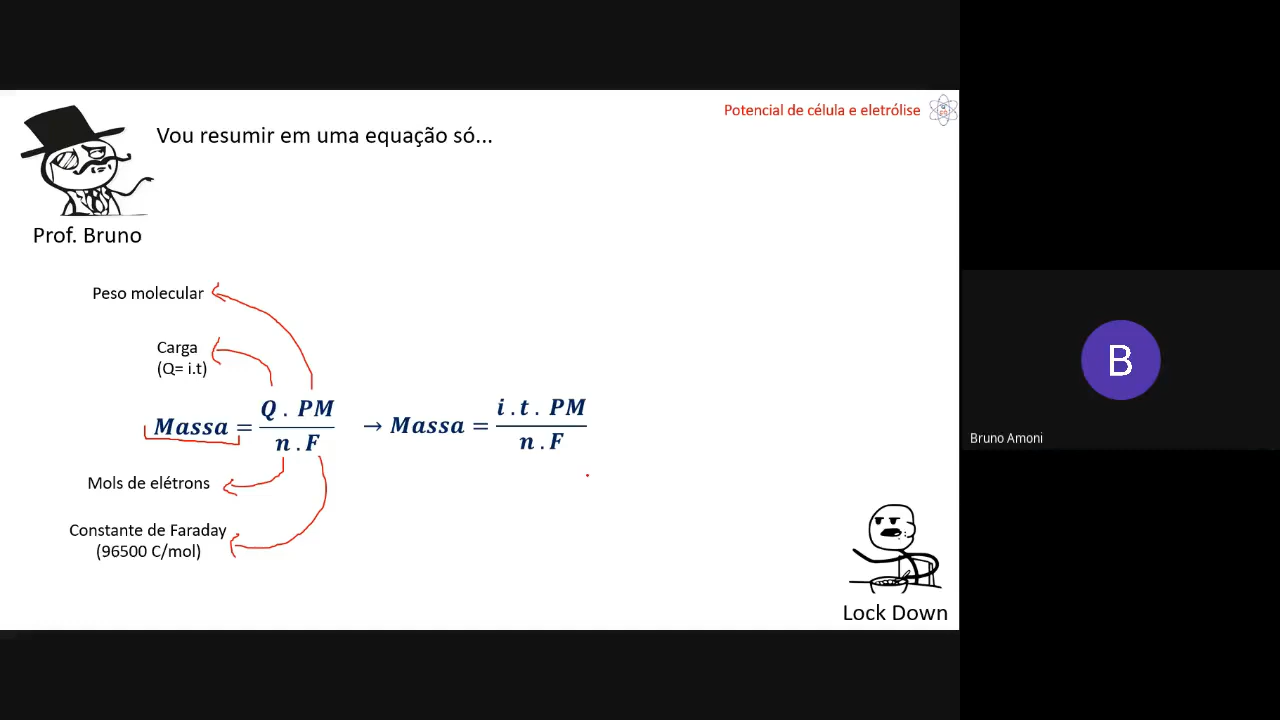 Potencial de célula e eletrólise
Vou resumir em uma equação só...
Prof. Bruno
Peso molecular
Carga
(Q= i.t)
Massa = Q . PM / n . F → Massa = i . t . PM / n . F
Mols de elétrons
Constante de Faraday
(96500 C/mol)
Lock Down
B
Bruno Amoni